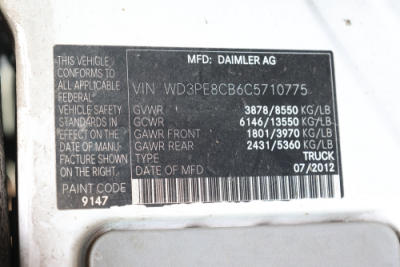 MFD: DAIMLER AG
THIS VEHICLE
CONFORMS TO
ALL APPLICABLE
FEDERAL
VEHICLE SAFETY
STANDARDS
IN EFFECT ON
THE DATE OF MANU-
FACTURE SHOWN
ON THE RIGHT
PAINT CODE
9147
VIN WD3PE8CB6C5710775
GVWR 3878/8550 KG/LB
GCWR 6146/13550 KG/LB
GAWR FRONT 1801/3970 KG/LB
GAWR REAR 2431/5360 KG/LB
TYPE TRUCK
DATE 07/2012